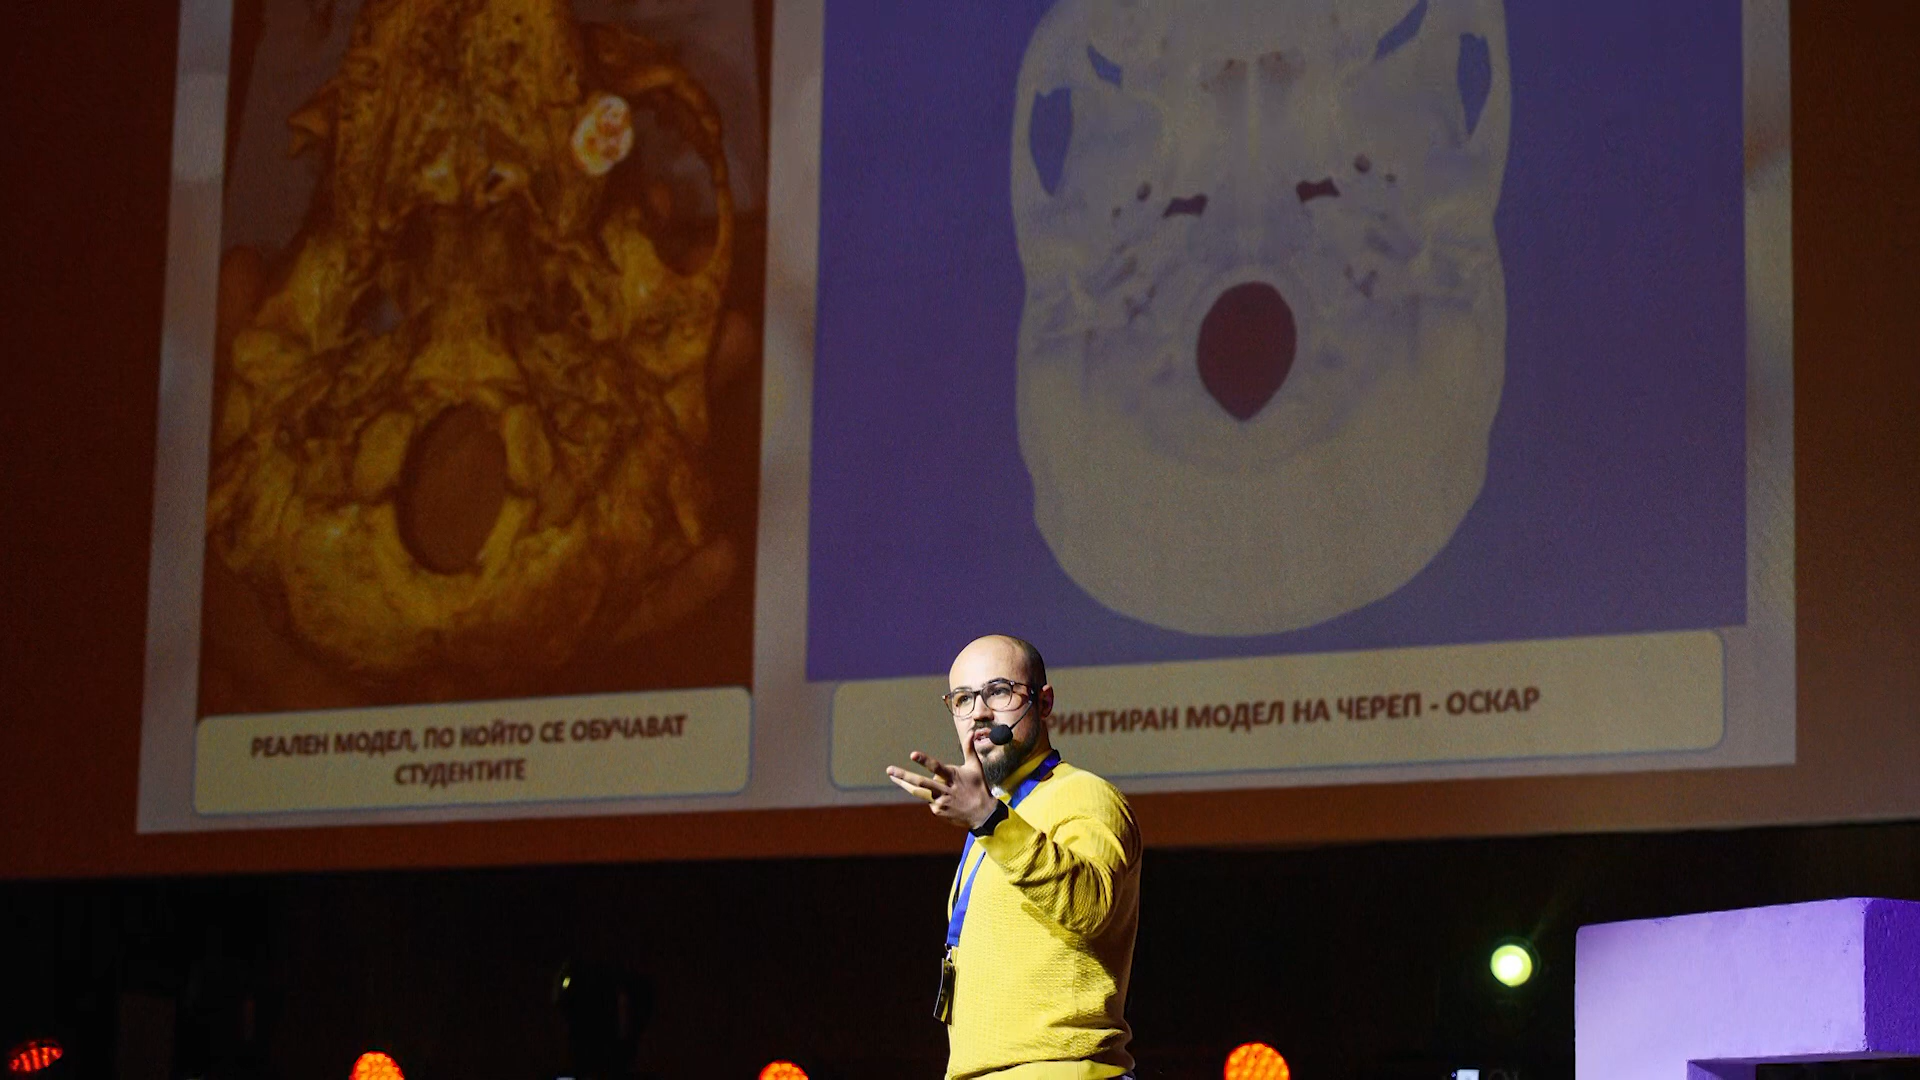 РЕАЛЕН МОДЕЛ, ПО КОЙТО СЕ ОБУЧАВАТ
СТУДЕНТИТЕ
РИНТИРАН МОДЕЛ НА ЧЕРЕП - ОСКАР